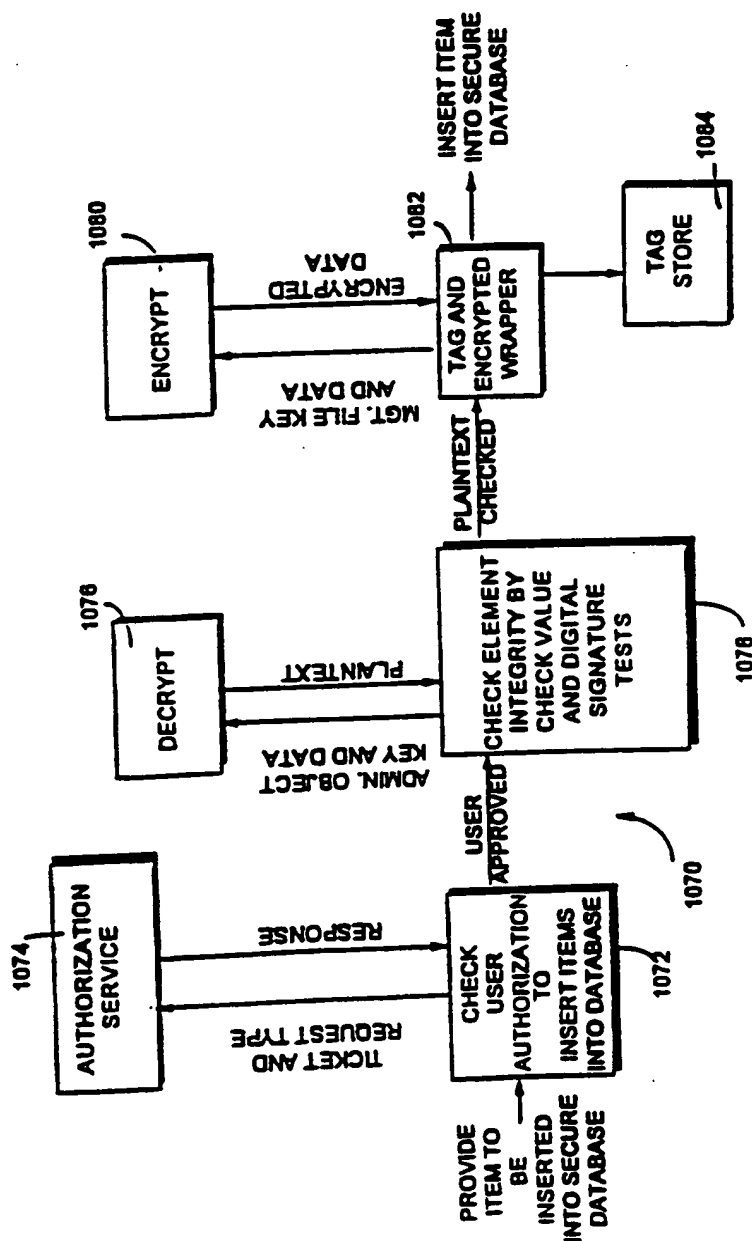 1074
AUTHORIZATION
SERVICE
TICKET AND
REQUEST TYPE
RESPONSE
PROVIDE
ITEM TO
BE
INSERTED
INTO SECURE
DATABASE
CHECK
USER
AUTHORIZATION
TO
INSERT ITEMS
INTO DATABASE
1072
1070
USER
APPROVED
1076
DECRYPT
ADMIN. OBJECT
KEY AND DATA
PLAINTEXT
CHECK ELEMENT
INTEGRITY BY
CHECK VALUE
AND DIGITAL
SIGNATURE
TESTS
1078
PLAINTEXT
CHECKED
1080
ENCRYPT
MGT. FILE KEY
AND DATA
ENCRYPTED
DATA
1082
TAG AND
ENCRYPTED
WRAPPER
INSERT ITEM
INTO SECURE
DATABASE
TAG
STORE
1084